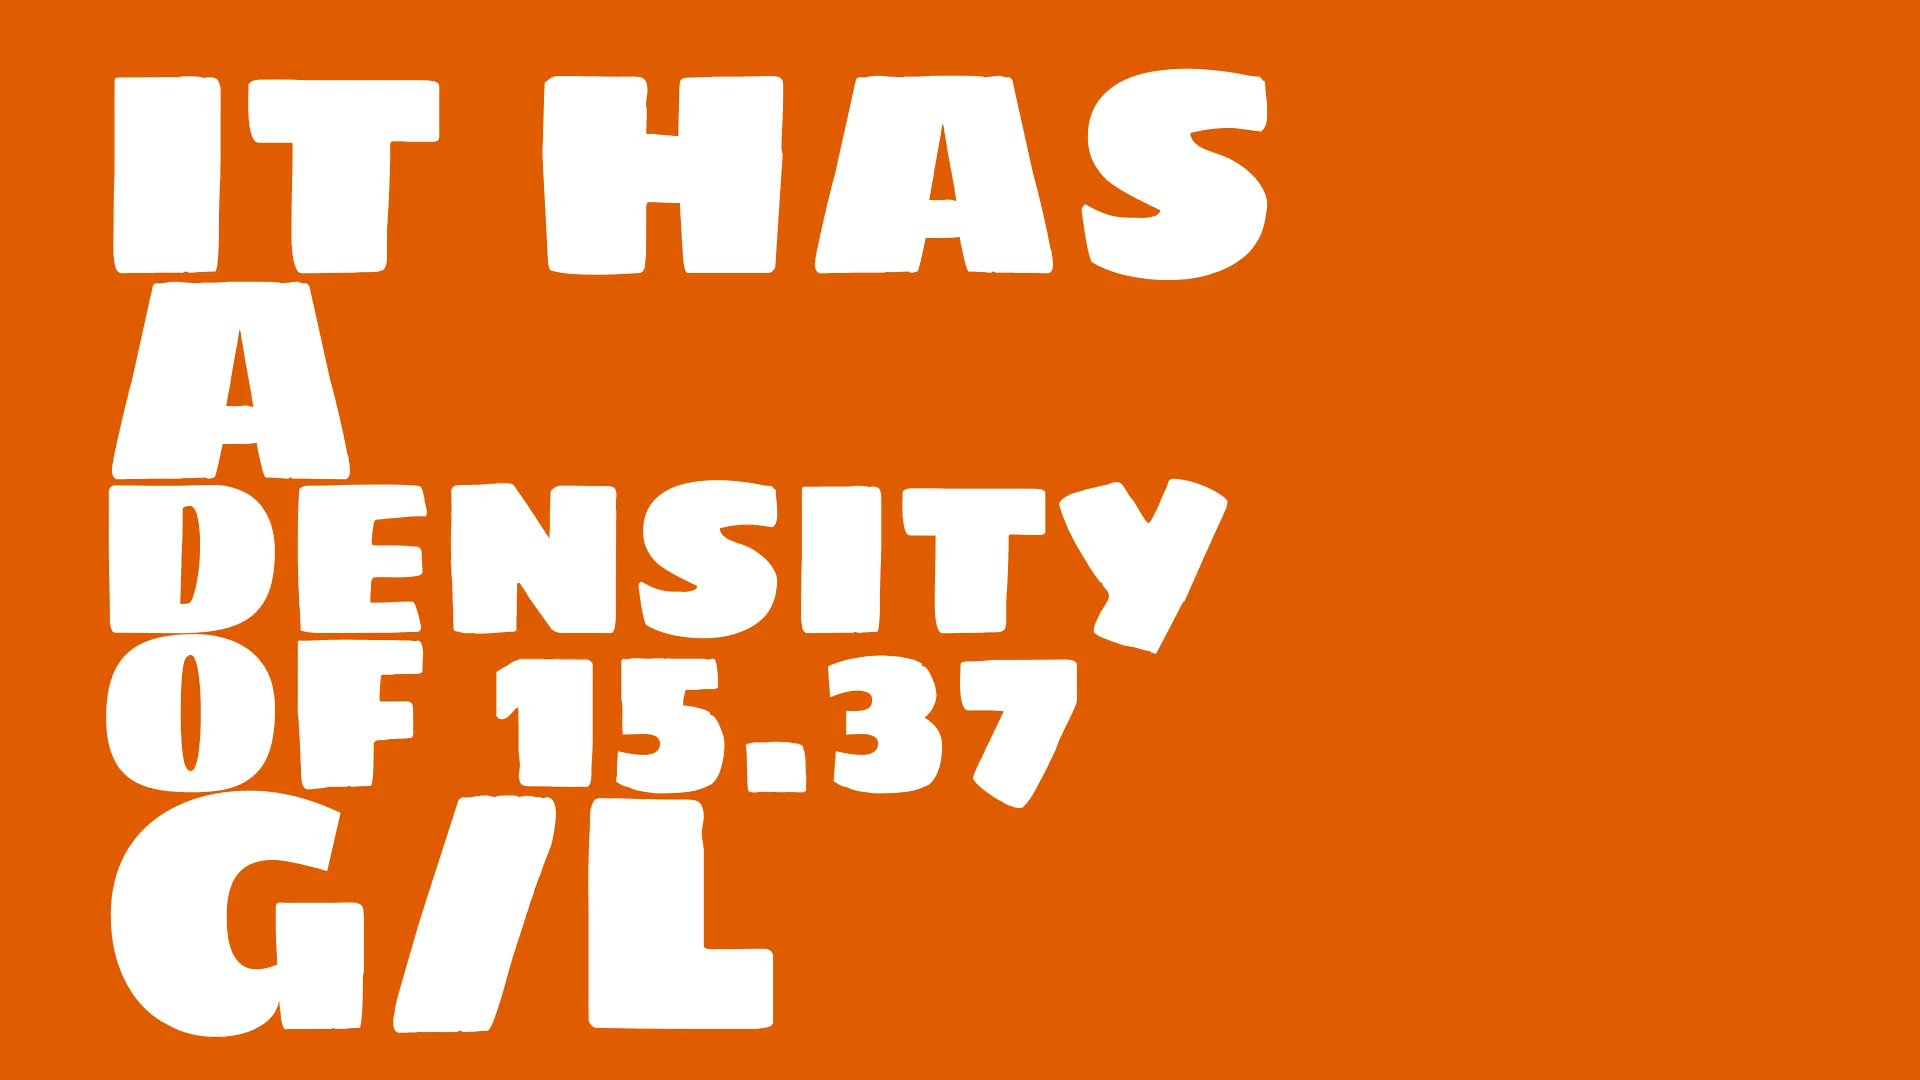 IT HAS
A
DENSITY
OF 15.37
G/L